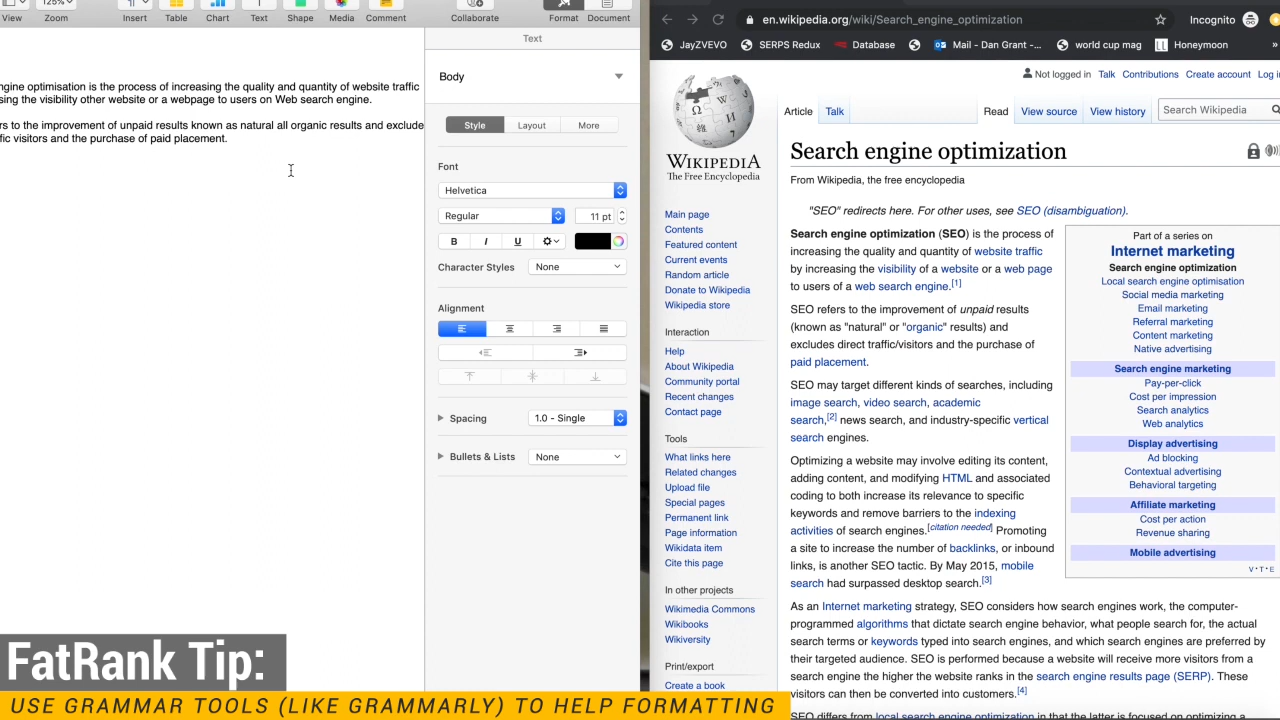 View
125%
Zoom
Insert
Table
Chart
Text
Shape
Media
Comment
Collaborate
Format
Document
Text
Body
Style
Layout
More
Font
Helvetica
Regular
11 pt
B
I
U
Character Styles
None
Alignment
Spacing
1.0 - Single
Bullets & Lists
None
ngine optimisation is the process of increasing the quality and quantity of website traffic
sing the visibility other website or a webpage to users on Web search engine.
rs to the improvement of unpaid results known as natural all organic results and exclude
fic visitors and the purchase of paid placement.
en.wikipedia.org/wiki/Search_engine_optimization
Incognito
JayZVEVO
SERPS Redux
Database
Mail - Dan Grant -...
world cup mag
Honeymoon
»
Not logged in
Talk
Contributions
Create account
Log in
Article
Talk
Read
View source
View history
Search Wikipedia
WIKIPEDIA
The Free Encyclopedia
Main page
Contents
Featured content
Current events
Random article
Donate to Wikipedia
Wikipedia store
Interaction
Help
About Wikipedia
Community portal
Recent changes
Contact page
Tools
What links here
Related changes
Upload file
Special pages
Permanent link
Page information
Wikidata item
Cite this page
In other projects
Wikimedia Commons
Wikibooks
Wikiversity
Print/export
Create a book
Search engine optimization
From Wikipedia, the free encyclopedia
"SEO" redirects here. For other uses, see SEO (disambiguation).
Search engine optimization (SEO) is the process of
increasing the quality and quantity of website traffic
by increasing the visibility of a website or a web page
to users of a web search engine.[1]
SEO refers to the improvement of unpaid results
(known as "natural" or "organic" results) and
excludes direct traffic/visitors and the purchase of
paid placement.
SEO may target different kinds of searches, including
image search, video search, academic
search,[2] news search, and industry-specific vertical
search engines.
Optimizing a website may involve editing its content,
adding content, and modifying HTML and associated
coding to both increase its relevance to specific
keywords and remove barriers to the indexing
activities of search engines.[citation needed] Promoting
a site to increase the number of backlinks, or inbound
links, is another SEO tactic. By May 2015, mobile
search had surpassed desktop search.[3]
As an Internet marketing strategy, SEO considers how search engines work, the computer-
programmed algorithms that dictate search engine behavior, what people search for, the actual
search terms or keywords typed into search engines, and which search engines are preferred by
their targeted audience. SEO is performed because a website will receive more visitors from a
search engine the higher the website ranks in the search engine results page (SERP). These
visitors can then be converted into customers.[4]
SEO differs from local search engine optimization in that the latter is focused on optimizing a
Part of a series on
Internet marketing
Search engine optimization
Local search engine optimisation
Social media marketing
Email marketing
Referral marketing
Content marketing
Native advertising
Search engine marketing
Pay-per-click
Cost per impression
Search analytics
Web analytics
Display advertising
Ad blocking
Contextual advertising
Behavioral targeting
Affiliate marketing
Cost per action
Revenue sharing
Mobile advertising
V·T·E
FatRank Tip:
USE GRAMMAR TOOLS (LIKE GRAMMARLY) TO HELP FORMATTING